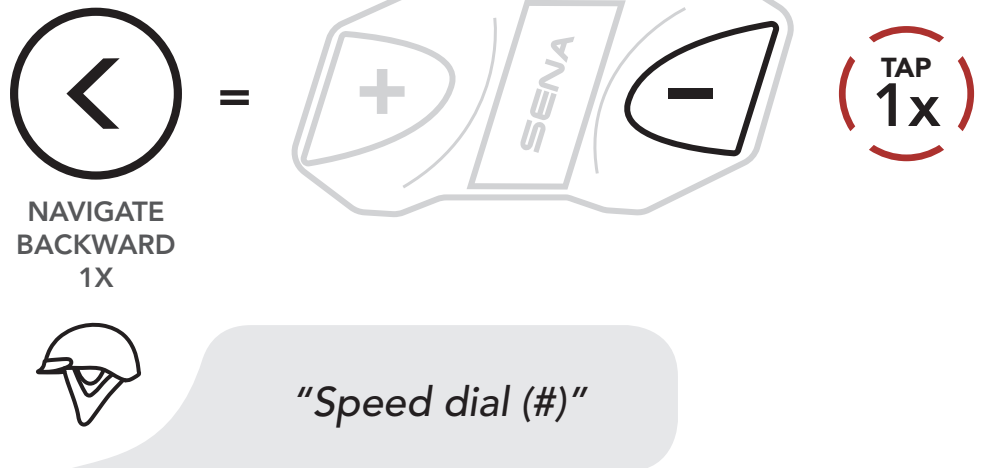 =
+
SENA
-
TAP
1x
NAVIGATE
BACKWARD
1X
"Speed dial (#)"